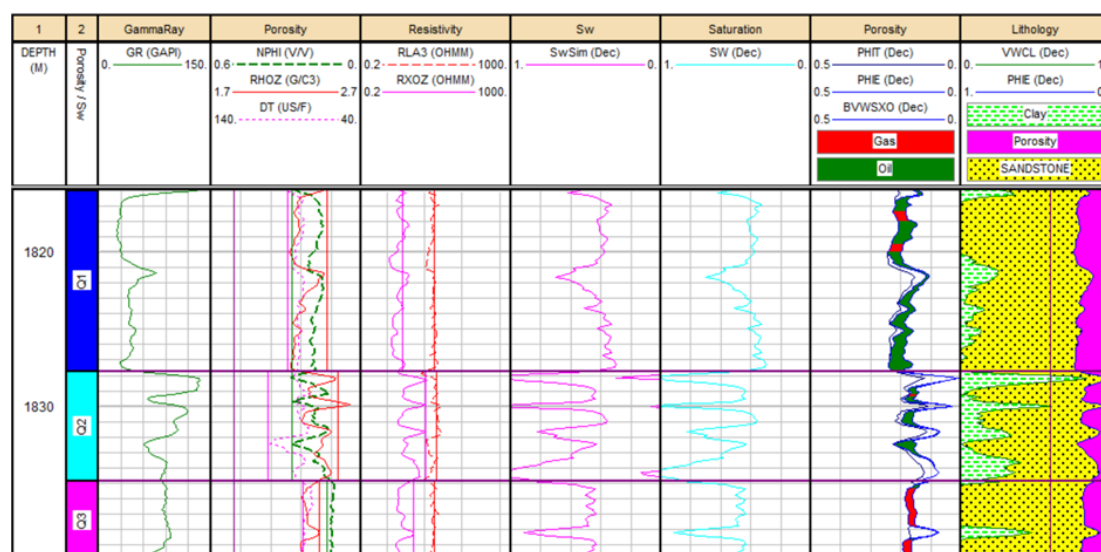 1 2 GammaRay Porosity Resistivity Sw Saturation Porosity Lithology
DEPTH (M) Porosity / Sw GR (GAPI) NPHI (V/V) RLA3 (OHMM) SwSim (Dec) SW (Dec) PHIT (Dec) VWCL (Dec)
0. 150. 0.6 0. 0.2 1000. 1. 0. 1. 0. 0.5 0. 0. 1
RHOZ (G/C3) RXOZ (OHMM) PHIE (Dec) PHIE (Dec)
1.7 2.7 0.2 1000. 0.5 0. 1. 0
DT (US/F) BVWSXO (Dec) Clay
140. 40. 0.5 0.
Gas Porosity
Oil SANDSTONE
1820
Q1
1830
Q2
Q3